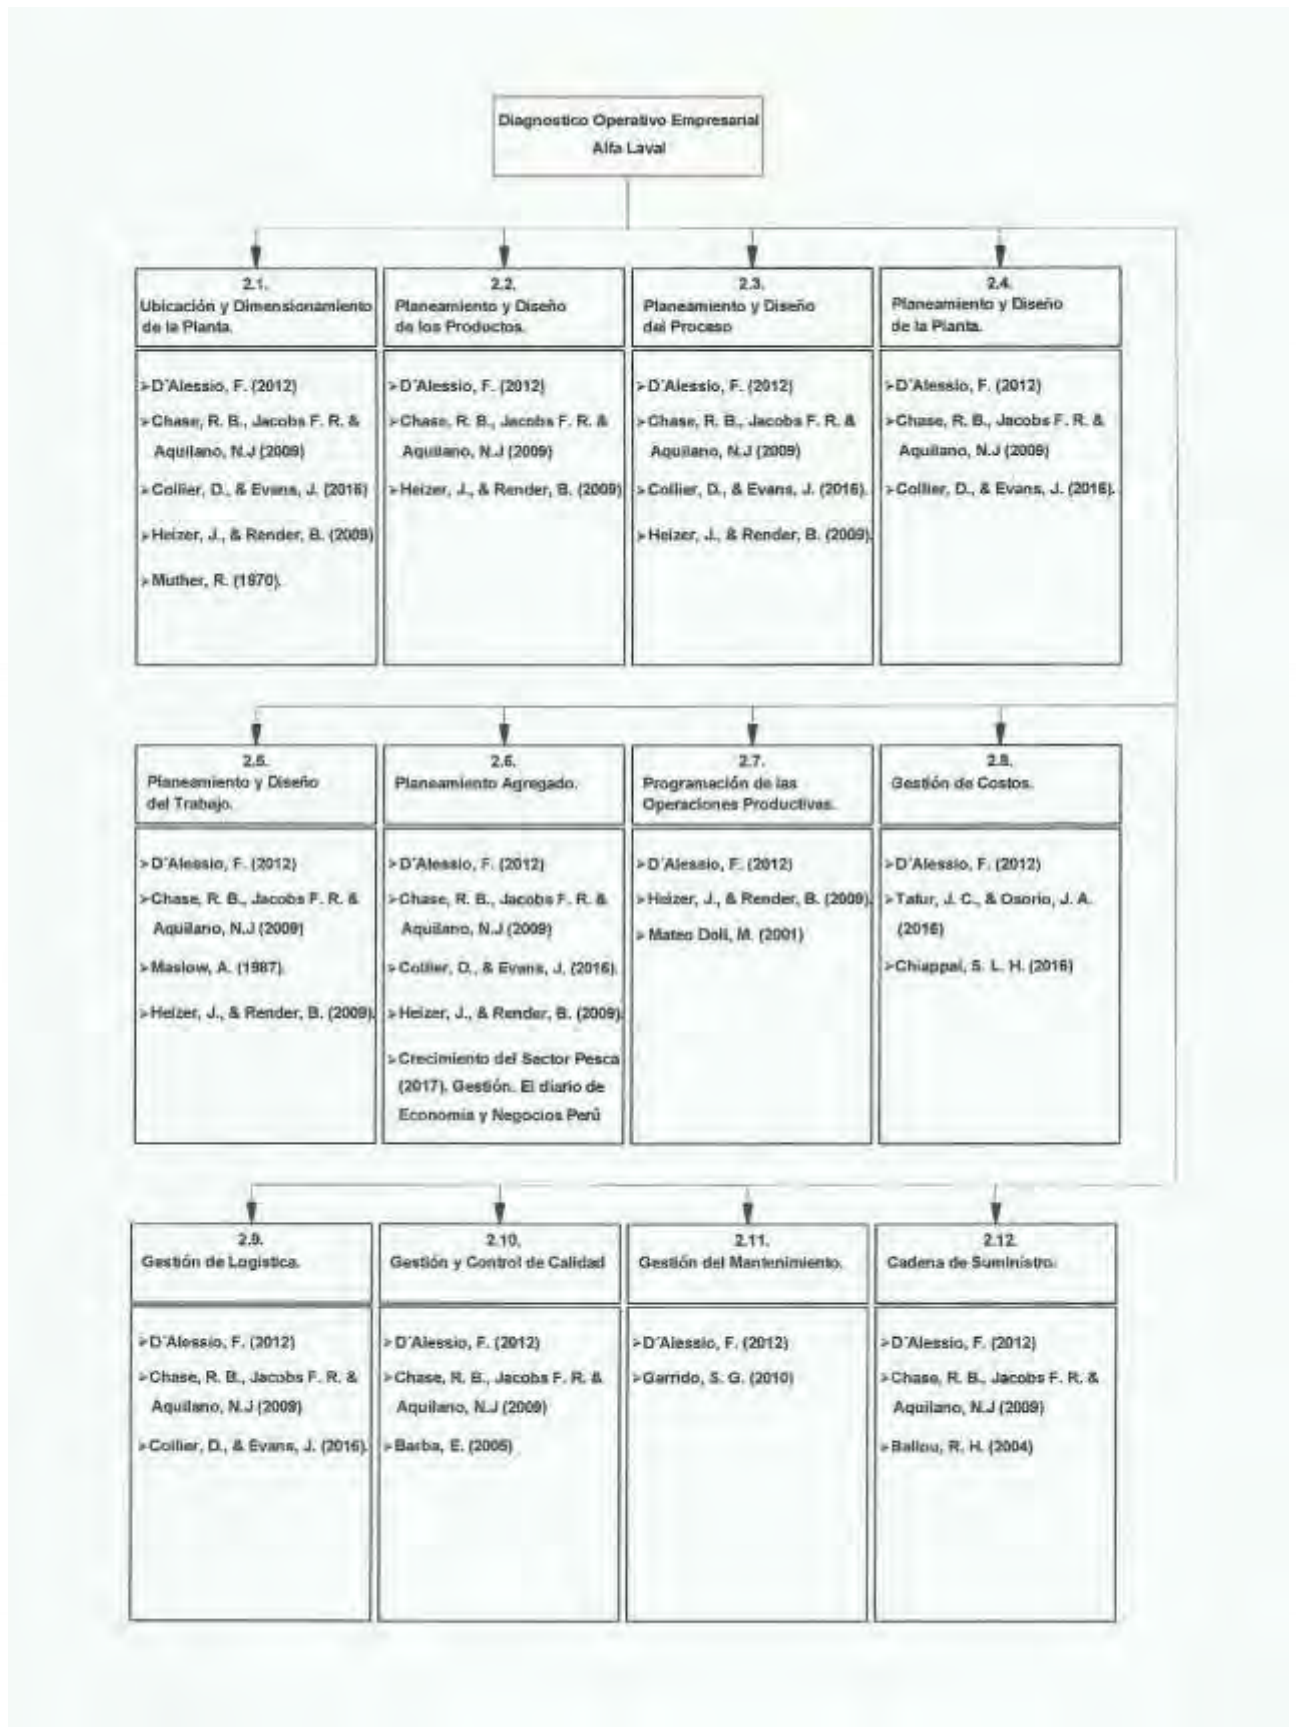 Diagnostico Operativo Empresarial
Alfa Laval
2.1.
Ubicación y Dimensionamiento
de la Planta.
➢D´Alessio, F. (2012)
➢Chase, R. B., Jacobs F. R. &
Aquilano, N.J (2009)
➢Collier, D., & Evans, J. (2016)
➢Heizer, J., & Render, B. (2009)
➢Muther, R. (1970).
2.2.
Planeamiento y Diseño
de los Productos.
➢D´Alessio, F. (2012)
➢Chase, R. B., Jacobs F. R. &
Aquilano, N.J (2009)
➢Heizer, J., & Render, B. (2009)
2.3.
Planeamiento y Diseño
del Proceso
➢D´Alessio, F. (2012)
➢Chase, R. B., Jacobs F. R. &
Aquilano, N.J (2009)
➢Collier, D., & Evans, J. (2016).
➢Heizer, J., & Render, B. (2009).
2.4.
Planeamiento y Diseño
de la Planta.
➢D´Alessio, F. (2012)
➢Chase, R. B., Jacobs F. R. &
Aquilano, N.J (2009)
➢Collier, D., & Evans, J. (2016).
2.5.
Planeamiento y Diseño
del Trabajo.
➢D´Alessio, F. (2012)
➢Chase, R. B., Jacobs F. R. &
Aquilano, N.J (2009)
➢Maslow, A. (1987).
➢Heizer, J., & Render, B. (2009).
2.6.
Planeamiento Agregado.
➢D´Alessio, F. (2012)
➢Chase, R. B., Jacobs F. R. &
Aquilano, N.J (2009)
➢Collier, D., & Evans, J. (2016).
➢Heizer, J., & Render, B. (2009).
➢Crecimiento del Sector Pesca
(2017). Gestión. El diario de
Economía y Negocios Perú
2.7.
Programación de las
Operaciones Productivas.
➢D´Alessio, F. (2012)
➢Heizer, J., & Render, B. (2009).
➢Mateo Doll, M. (2001)
2.8.
Gestión de Costos.
➢D´Alessio, F. (2012)
➢Tafur, J. C., & Osorio, J. A.
(2016)
➢Chiappai, S. L. H. (2016)
2.9.
Gestión de Logística.
➢D´Alessio, F. (2012)
➢Chase, R. B., Jacobs F. R. &
Aquilano, N.J (2009)
➢Collier, D., & Evans, J. (2016).
2.10.
Gestión y Control de Calidad
➢D´Alessio, F. (2012)
➢Chase, R. B., Jacobs F. R. &
Aquilano, N.J (2009)
➢Barba, E. (2005)
2.11.
Gestión del Mantenimiento.
➢D´Alessio, F. (2012)
➢Garrido, S. G. (2010)
2.12.
Cadena de Suministro.
➢D´Alessio, F. (2012)
➢Chase, R. B., Jacobs F. R. &
Aquilano, N.J (2009)
➢Ballou, R. H. (2004)